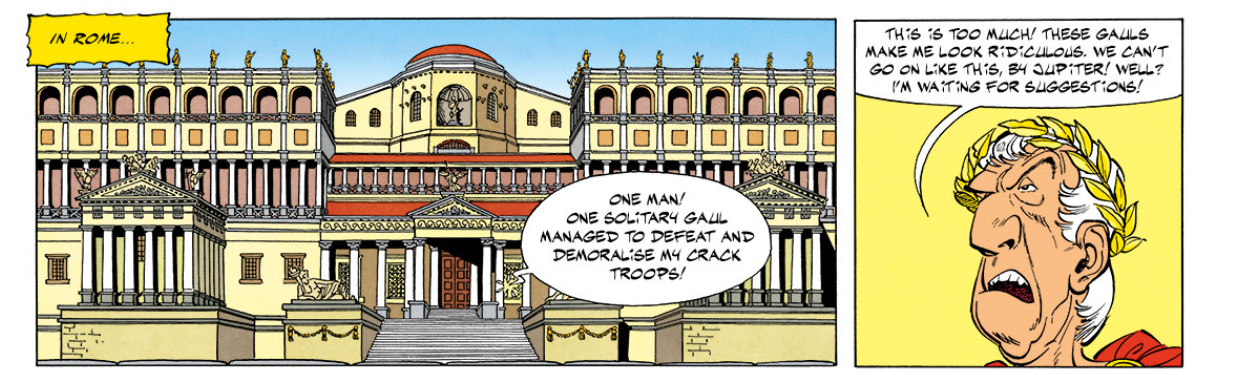 IN ROME...
ONE MAN!
ONE SOLITARY GAUL
MANAGED TO DEFEAT AND
DEMORALISE MY CRACK
TROOPS!
THIS IS TOO MUCH! THESE GAULS
MAKE ME LOOK RIDICULOUS. WE CAN'T
GO ON LIKE THIS, BY JUPITER! WELL?
I'M WAITING FOR SUGGESTIONS!